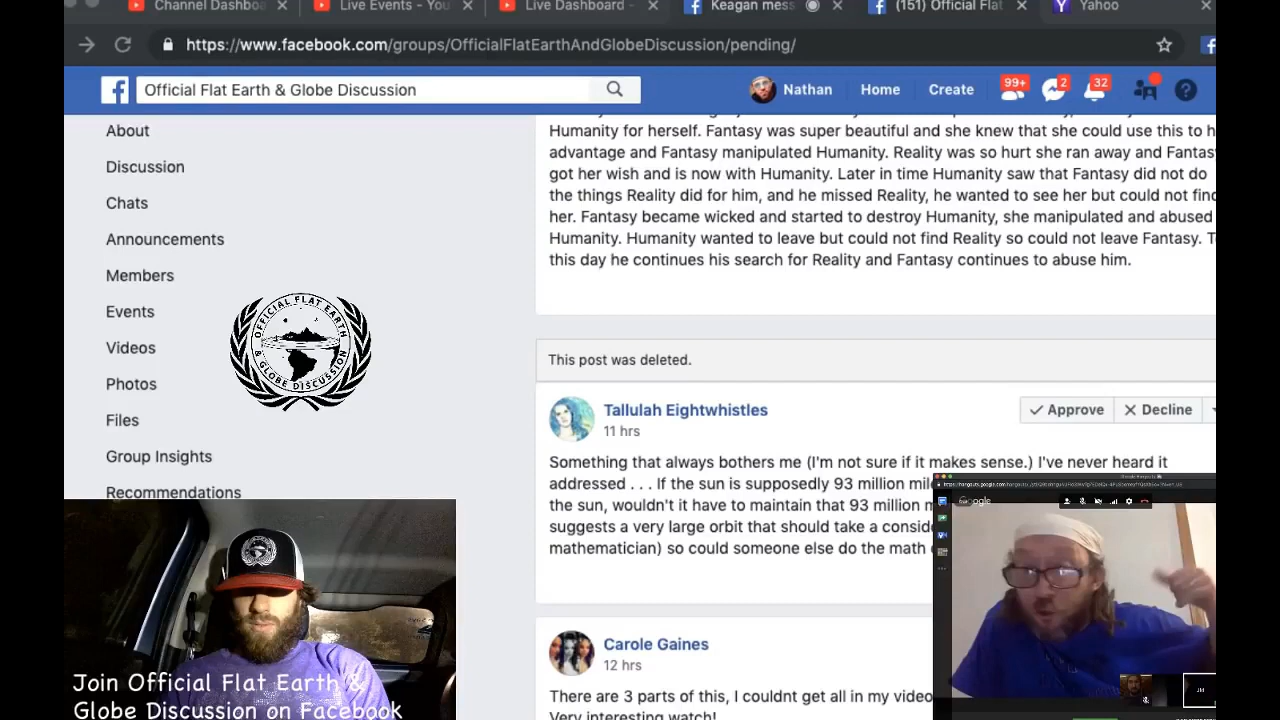 Channel Dashboa
Live Events - You
Live Dashboard -
Keagan mess
(151) Official Flat
Yahoo
https://www.facebook.com/groups/OfficialFlatEarthAndGlobeDiscussion/pending/
Official Flat Earth & Globe Discussion
Nathan
Home
Create
99+
2
32
About
Discussion
Chats
Announcements
Members
Events
Videos
Photos
Files
Group Insights
Recommendations
OFFICIAL FLAT EARTH
& GLOBE DISCUSSION
Humanity for herself. Fantasy was super beautiful and she knew that she could use this to h
advantage and Fantasy manipulated Humanity. Reality was so hurt she ran away and Fantasy
got her wish and is now with Humanity. Later in time Humanity saw that Fantasy did not do
the things Reality did for him, and he missed Reality, he wanted to see her but could not find
her. Fantasy became wicked and started to destroy Humanity, she manipulated and abused
Humanity. Humanity wanted to leave but could not find Reality so could not leave Fantasy. T
this day he continues his search for Reality and Fantasy continues to abuse him.
This post was deleted.
Tallulah Eightwhistles
11 hrs
Approve
Decline
Something that always bothers me (I'm not sure if it makes sense.) I've never heard it
addressed . . . If the sun is supposedly 93 million mil
the sun, wouldn't it have to maintain that 93 million m
suggests a very large orbit that should take a conside
mathematician) so could someone else do the math
Carole Gaines
12 hrs
There are 3 parts of this, I couldnt get all in my video
Very interesting watch!
Join Official Flat Earth &
Globe Discussion on Facebook
Google
JM